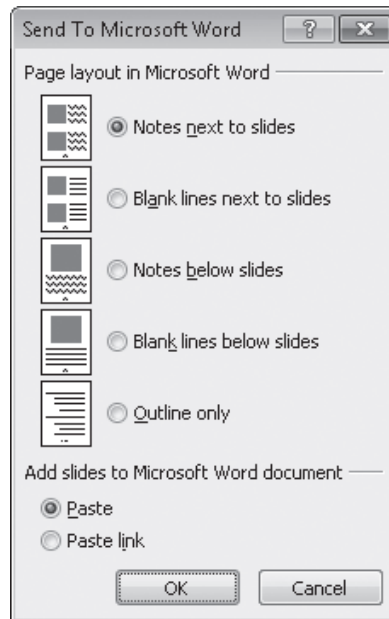 Send To Microsoft Word
Page layout in Microsoft Word
Notes next to slides
Blank lines next to slides
Notes below slides
Blank lines below slides
Outline only
Add slides to Microsoft Word document
Paste
Paste link
OK
Cancel